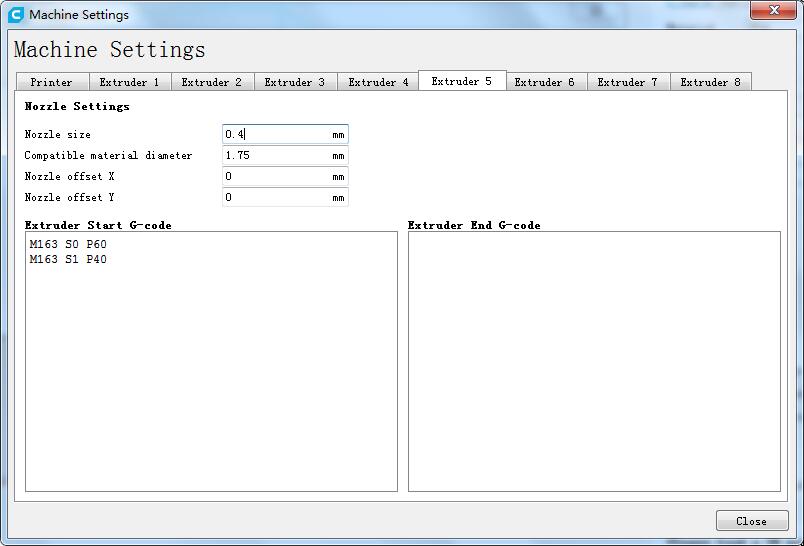 Machine Settings
Machine Settings
Printer Extruder 1 Extruder 2 Extruder 3 Extruder 4 Extruder 5 Extruder 6 Extruder 7 Extruder 8
Nozzle Settings
Nozzle size 0.4 mm
Compatible material diameter 1.75 mm
Nozzle offset X 0 mm
Nozzle offset Y 0 mm
Extruder Start G-code Extruder End G-code
M163 S0 P60
M163 S1 P40
Close